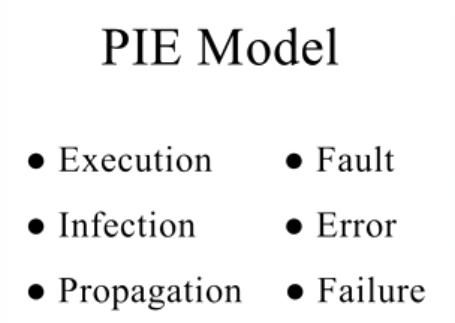 PIE Model
● Execution ● Fault
● Infection ● Error
● Propagation ● Failure